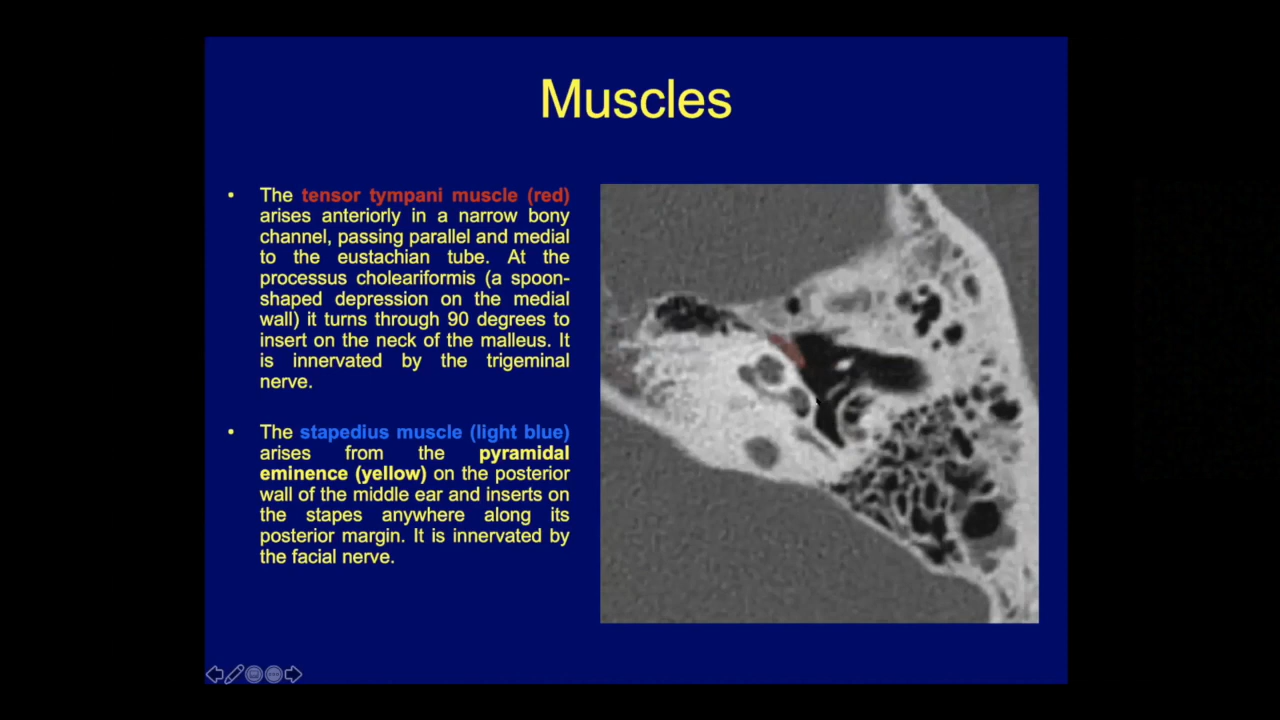 Muscles
• The tensor tympani muscle (red)
arises anteriorly in a narrow bony
channel, passing parallel and medial
to the eustachian tube. At the
processus choleariformis (a spoon-
shaped depression on the medial
wall) it turns through 90 degrees to
insert on the neck of the malleus. It
is innervated by the trigeminal
nerve.
• The stapedius muscle (light blue)
arises from the pyramidal
eminence (yellow) on the posterior
wall of the middle ear and inserts on
the stapes anywhere along its
posterior margin. It is innervated by
the facial nerve.